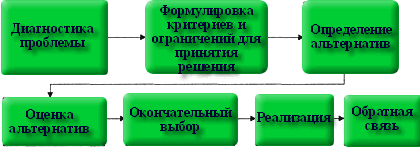 Диагностика
проблемы
Формулировка
критериев и
ограничений для
принятия
решения
Определение
альтернатив
Оценка
альтернатив
Окончательный
выбор
Реализация
Обратная
связь